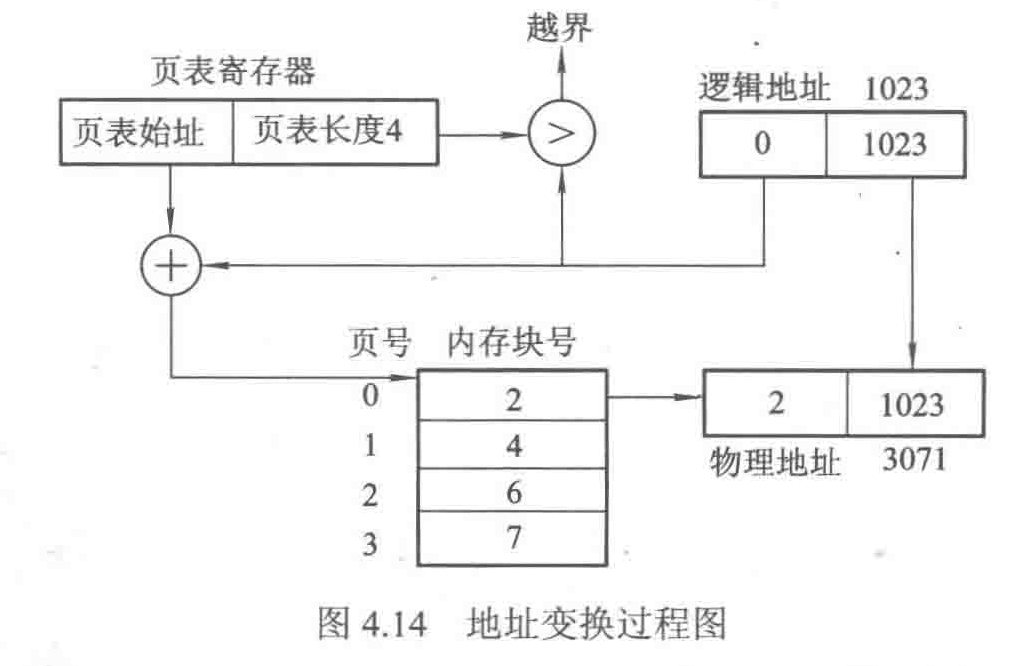 越界
页表寄存器
逻辑地址 1023
页表始址 页表长度4
>
0 1023
+
页号 内存块号
0 2
1 4
2 6
3 7
2 1023
物理地址 3071
图 4.14 地址变换过程图